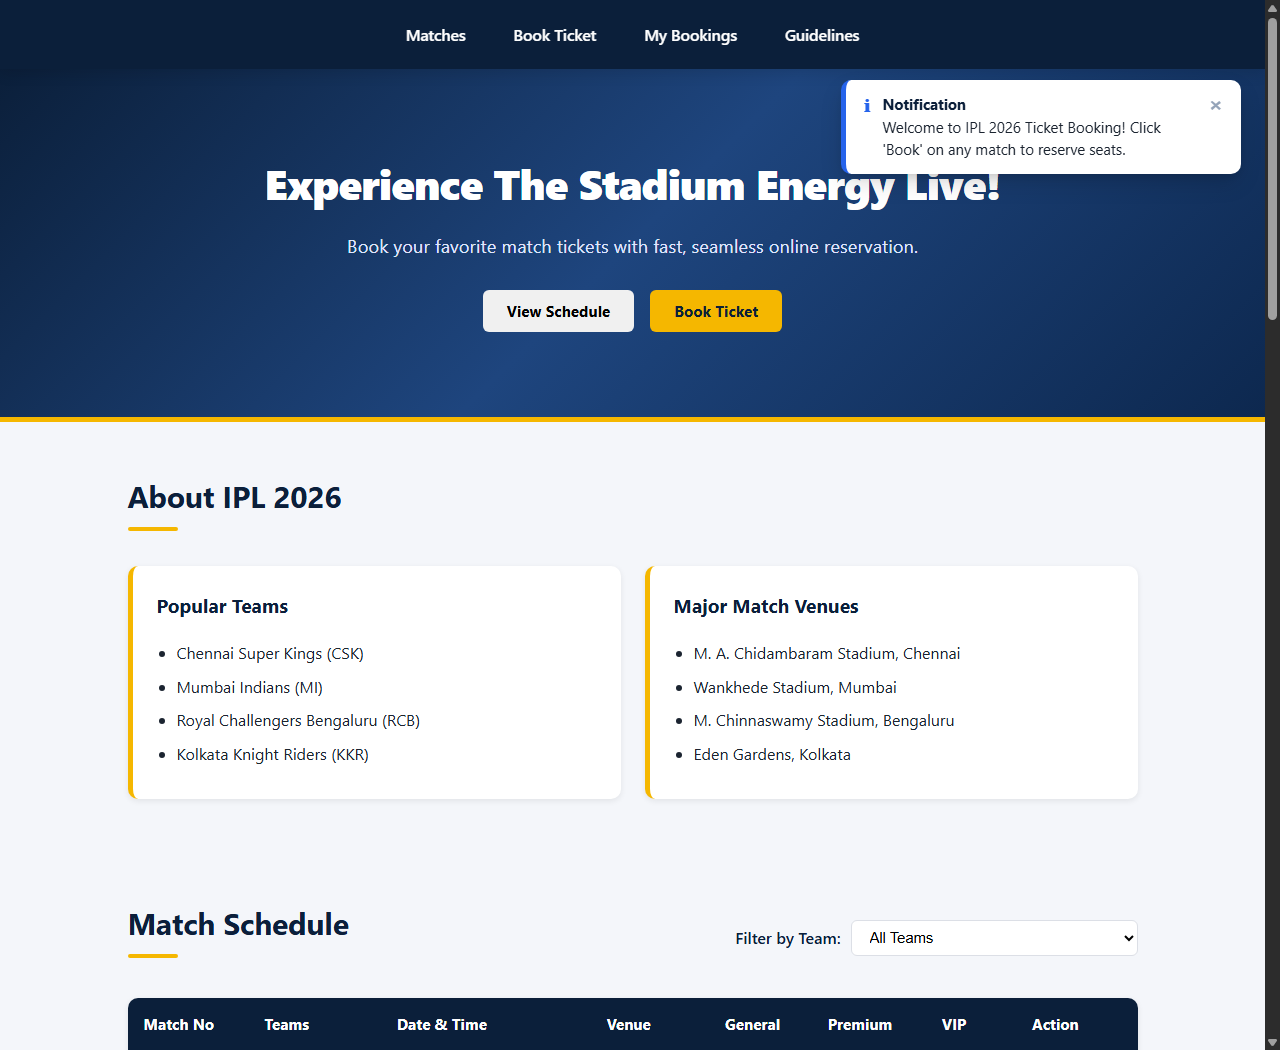 Matches Book Ticket My Bookings Guidelines
Notification
Welcome to IPL 2026 Ticket Booking! Click
'Book' on any match to reserve seats.
Experience The Stadium Energy Live!
Book your favorite match tickets with fast, seamless online reservation.
View Schedule Book Ticket
About IPL 2026
Popular Teams
Chennai Super Kings (CSK)
Mumbai Indians (MI)
Royal Challengers Bengaluru (RCB)
Kolkata Knight Riders (KKR)
Major Match Venues
M. A. Chidambaram Stadium, Chennai
Wankhede Stadium, Mumbai
M. Chinnaswamy Stadium, Bengaluru
Eden Gardens, Kolkata
Match Schedule
Filter by Team: All Teams
Match No Teams Date & Time Venue General Premium VIP Action